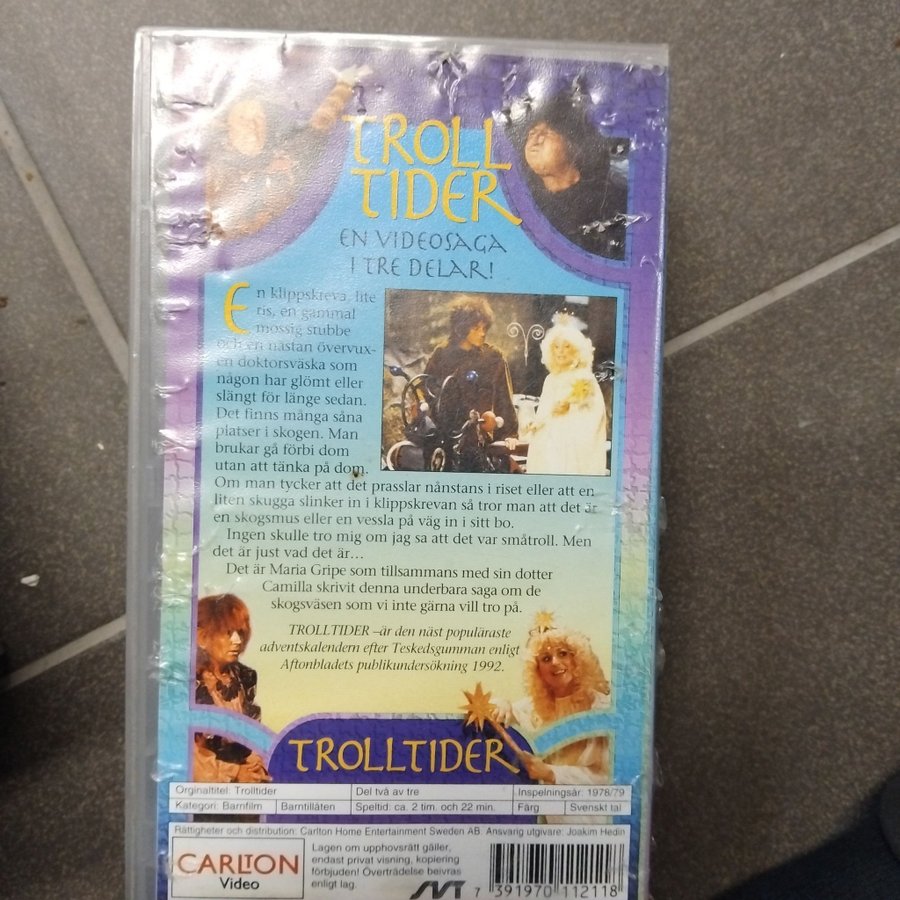 TROLL
TIDER
EN VIDEOSAGA
I TRE DELAR!
En klippskreva, lite
ris, en gammal
mossig stubbe
och en nästan övervux-
en doktorsväska som
någon har glömt eller
slängt för länge sedan.
Det finns många såna
platser i skogen. Man
brukar gå förbi dom
utan att tänka på dom.
Om man tycker att det prasslar nånstans i riset eller att en
liten skugga slinker in i klippskrevan så tror man att det är
en skogsmus eller en vessla på väg in i sitt bo.
Ingen skulle tro mig om jag sa att det var småtroll. Men
det är just vad det är...
Det är Maria Gripe som tillsammans med sin dotter
Camilla skrivit denna underbara saga om de
skogsväsen som vi inte gärna vill tro på.
TROLLTIDER –är den näst populäraste
adventskalendern efter Teskedsgumman enligt
Aftonbladets publikundersökning 1992.
TROLLTIDER
Orginaltitel: Trolltider Del två av tre Inspelningsår: 1978/79
Kategori: Barnfilm Barntillåten Speltid: ca. 2 tim. och 22 min. Färg Svenskt tal
Rättigheter och distribution: Carlton Home Entertainment Sweden AB. Ansvarig utgivare: Joakim Hedin
CARLTON
Video
Lagen om upphovsrätt gäller,
endast privat visning, kopiering
förbjuden! Överträdelse beivras
enligt lag.
SVT
7 391970 112118